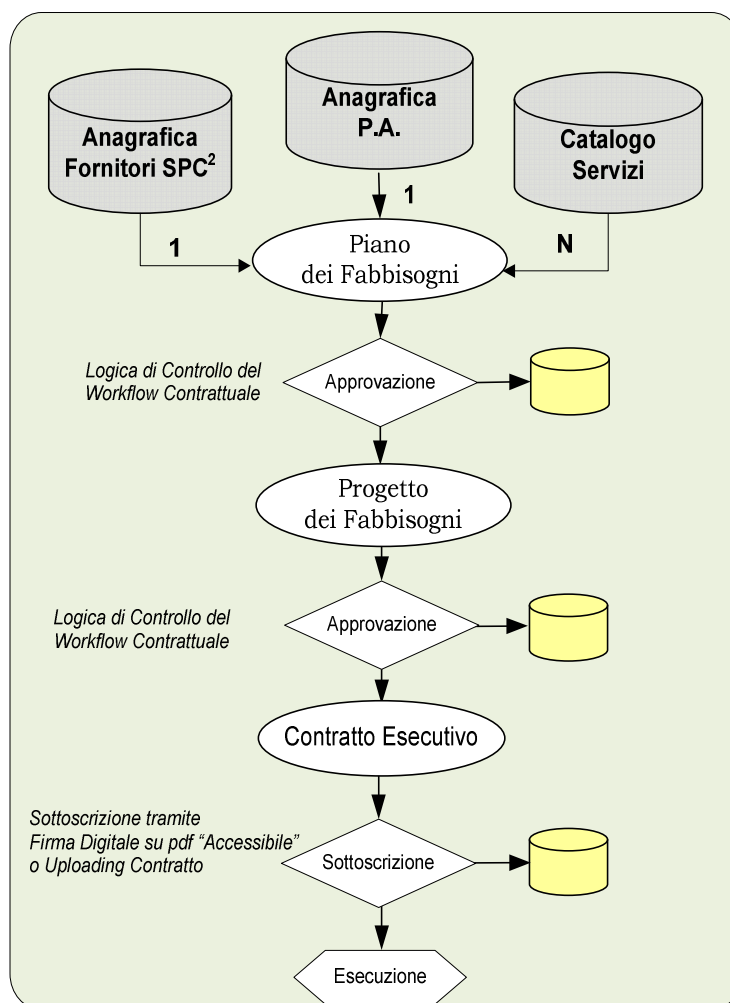 Anagrafica
P.A.
Anagrafica
Fornitori SPC²
Catalogo
Servizi
1
1
N
Piano
dei Fabbisogni
Logica di Controllo del
Workflow Contrattuale
Approvazione
Progetto
dei Fabbisogni
Logica di Controllo del
Workflow Contrattuale
Approvazione
Contratto Esecutivo
Sottoscrizione tramite
Firma Digitale su pdf “Accessibile”
o Uploading Contratto
Sottoscrizione
Esecuzione